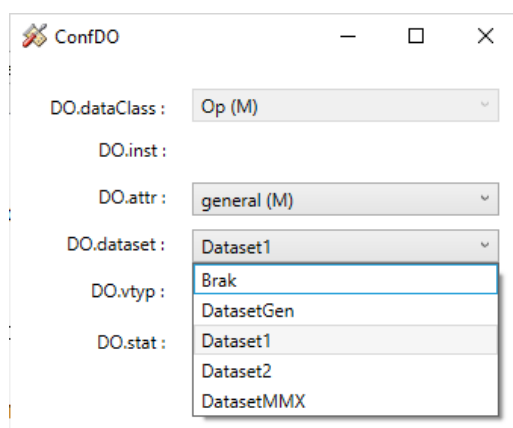 ConfDO
DO.dataClass : Op (M)
DO.inst :
DO.attr : general (M)
DO.dataset : Dataset1
Brak
DO.vtyp :
DatasetGen
DO.stat : Dataset1
Dataset2
DatasetMMX